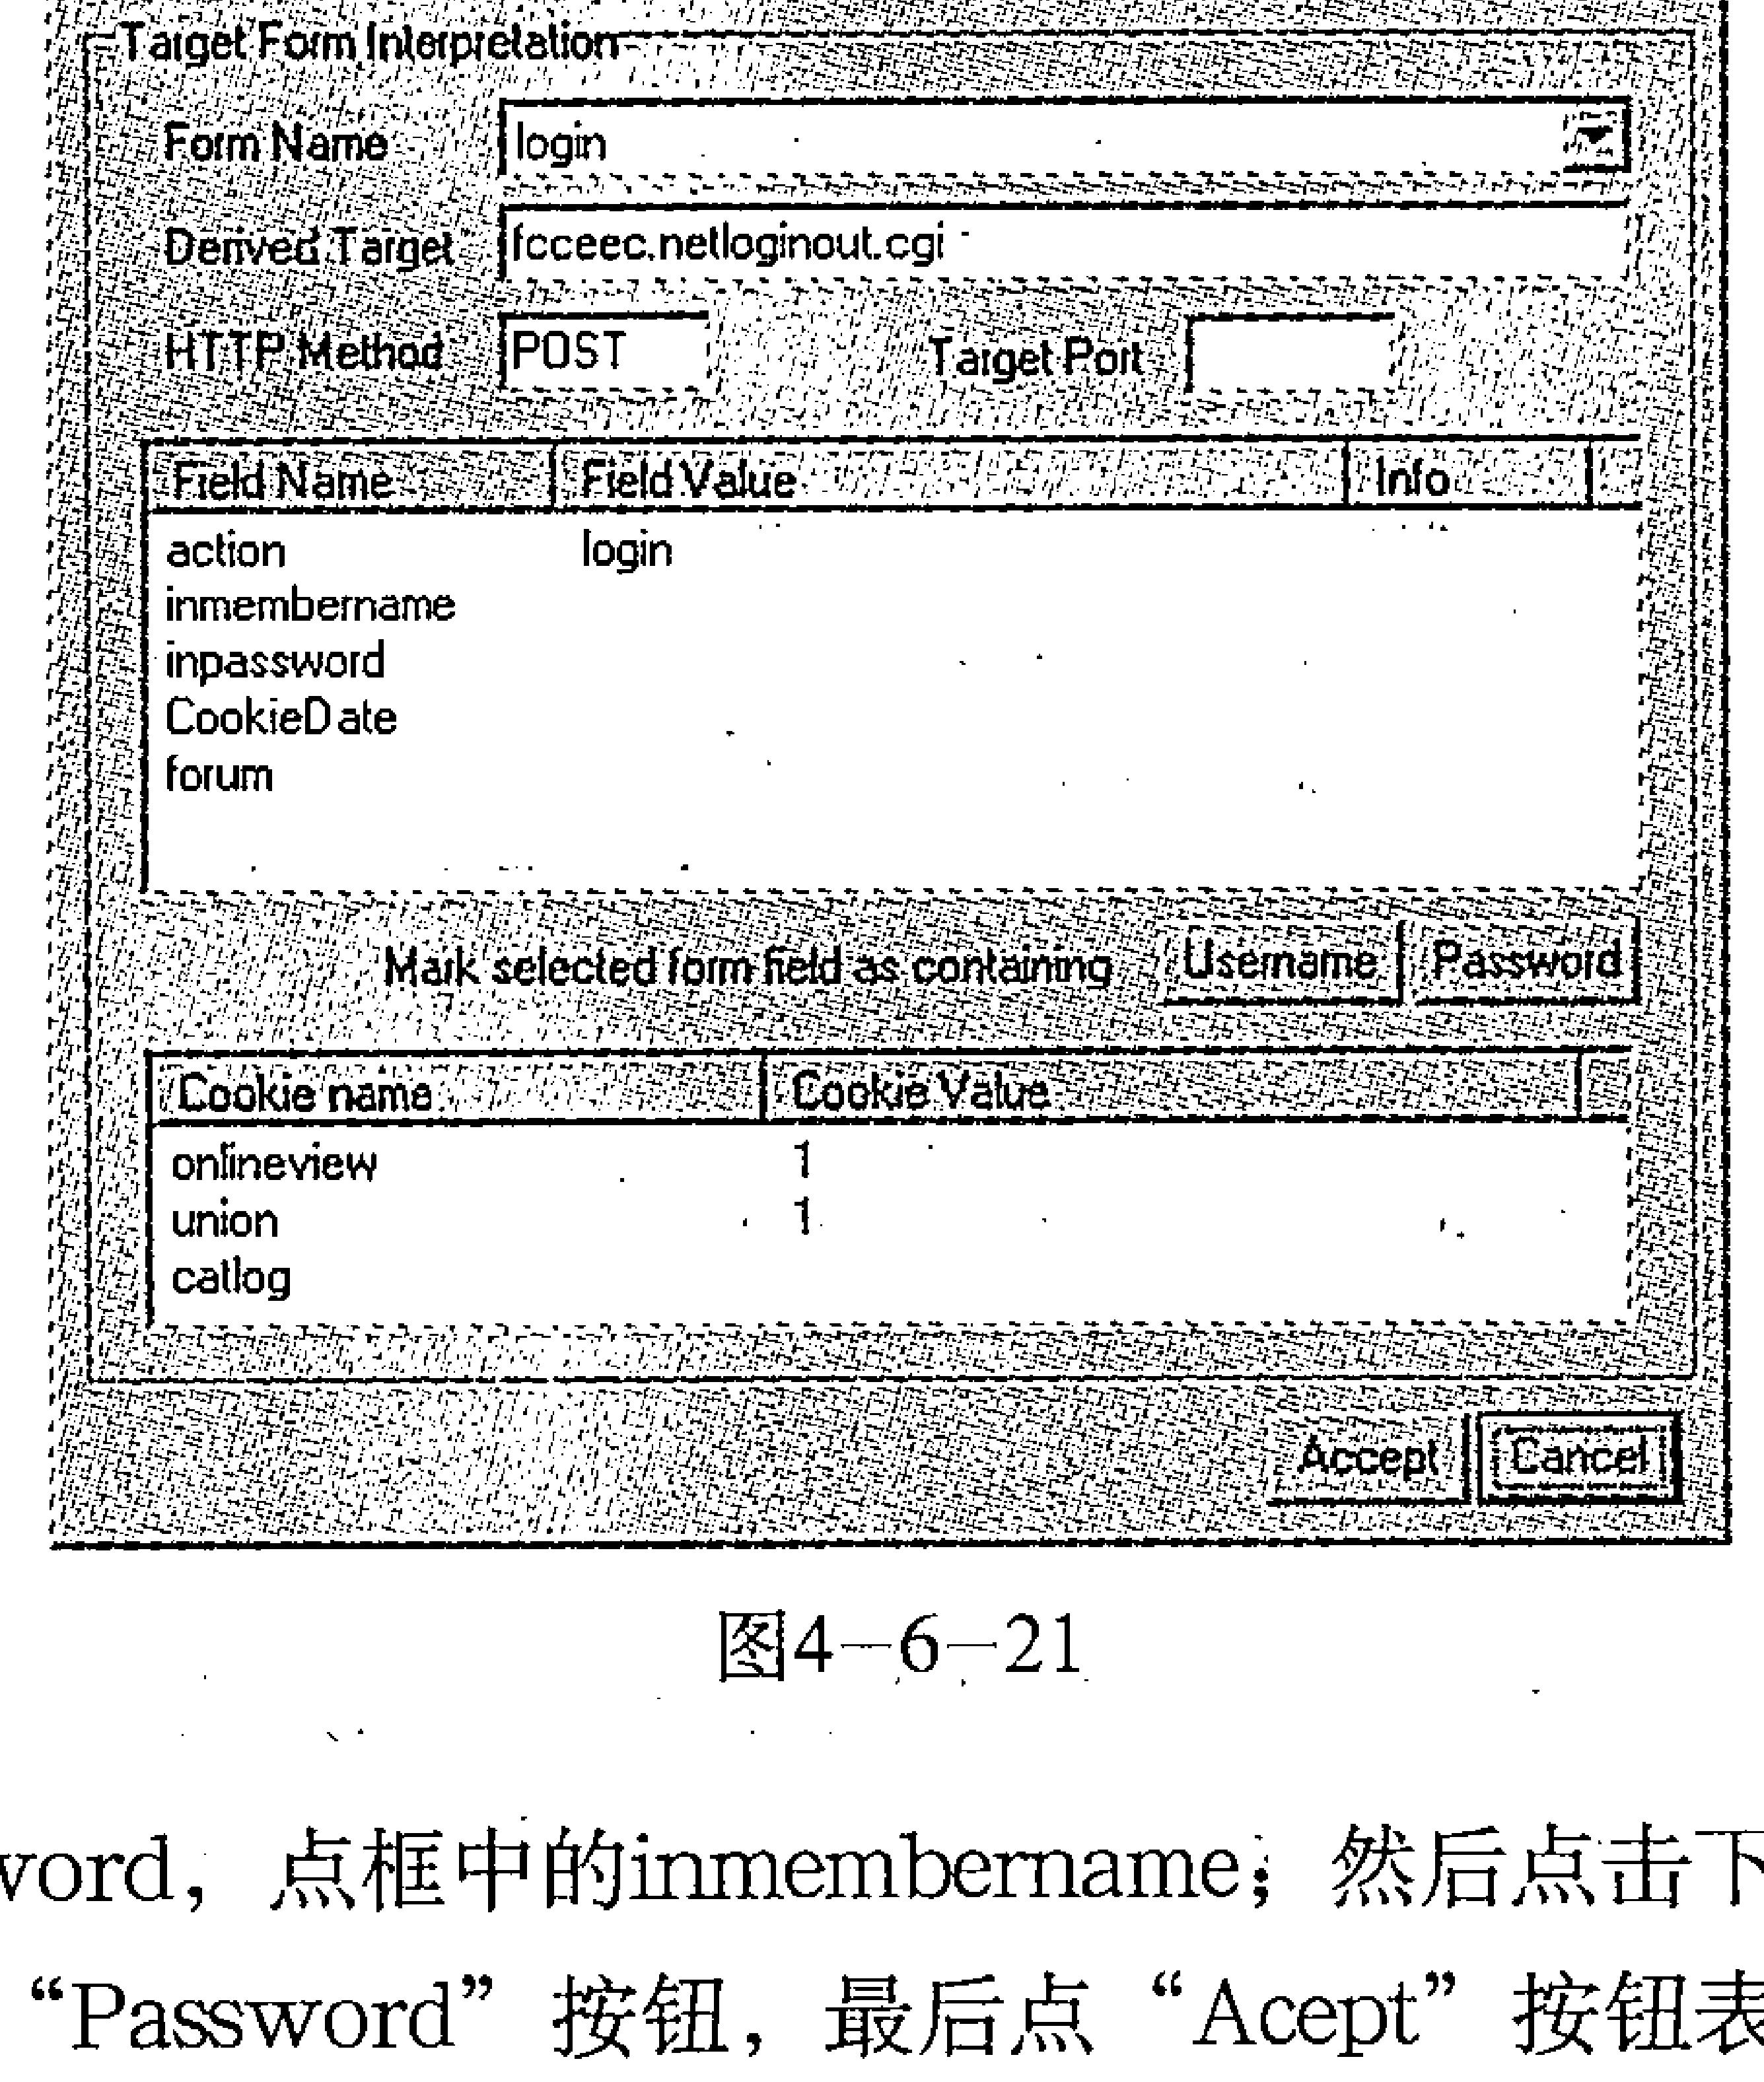 Target Form Interpretation
Form Name login
Derived Target fcceec.netloginout.cgi
HTTP Method POST Target Port
Field Name Field Value Info
action login
inmembername
inpassword
CookieDate
forum
Mark selected form field as containing Username Password
Cookie name Cookie Value
onlineview 1
union 1
catlog
Accept Cancel
图4－6－21
word，点框中的inmembername；然后点击下
“Password”按钮，最后点“Acept”按钮表